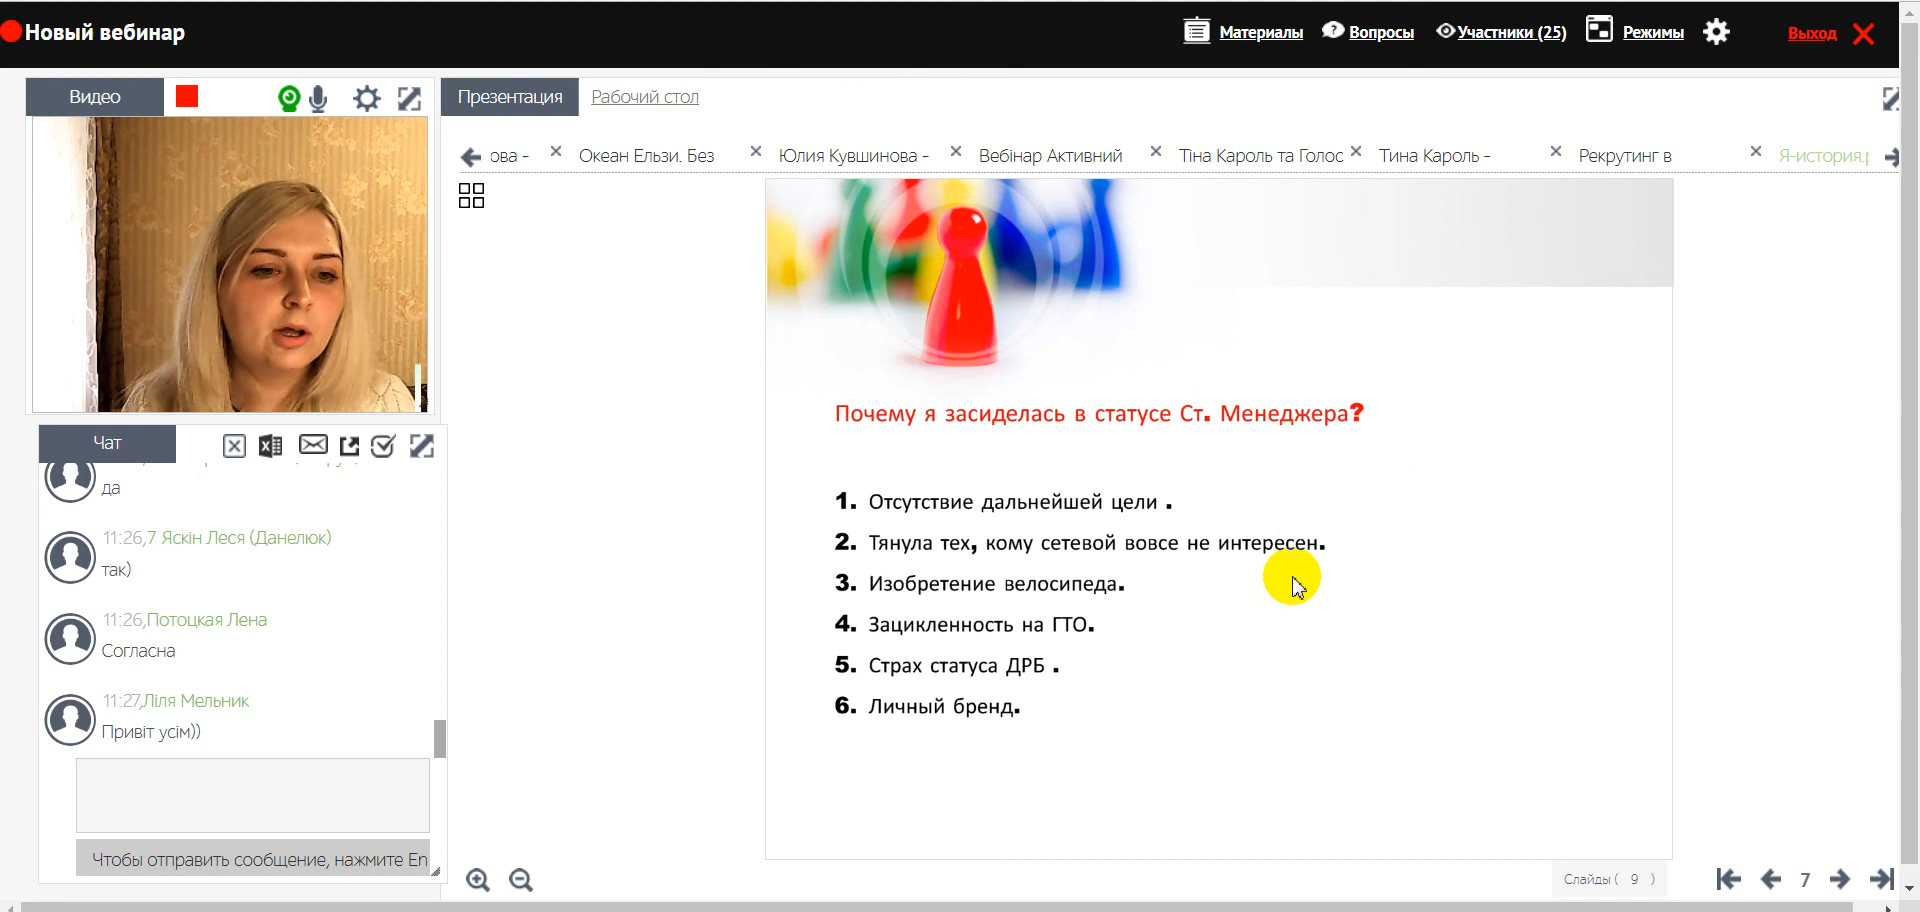 Новый вебинар
Материалы
Вопросы
Участники (25)
Режимы
Выход
Видео
Презентация
Рабочий стол
ова -
Океан Ельзи. Без
Юлия Кувшинова -
Вебінар Активний
Тіна Кароль та Голос
Тина Кароль -
Рекрутинг в
Я-история.
Чат
да
11:26,7 Яскін Леся (Данелюк)
так)
11:26,Потоцкая Лена
Согласна
11:27,Ліля Мельник
Привіт усім))
Чтобы отправить сообщение, нажмите En
Почему я засиделась в статусе Ст. Менеджера?
1. Отсутствие дальнейшей цели .
2. Тянула тех, кому сетевой вовсе не интересен.
3. Изобретение велосипеда.
4. Зацикленность на ГТО.
5. Страх статуса ДРБ .
6. Личный бренд.
Слайды ( 9 )
7